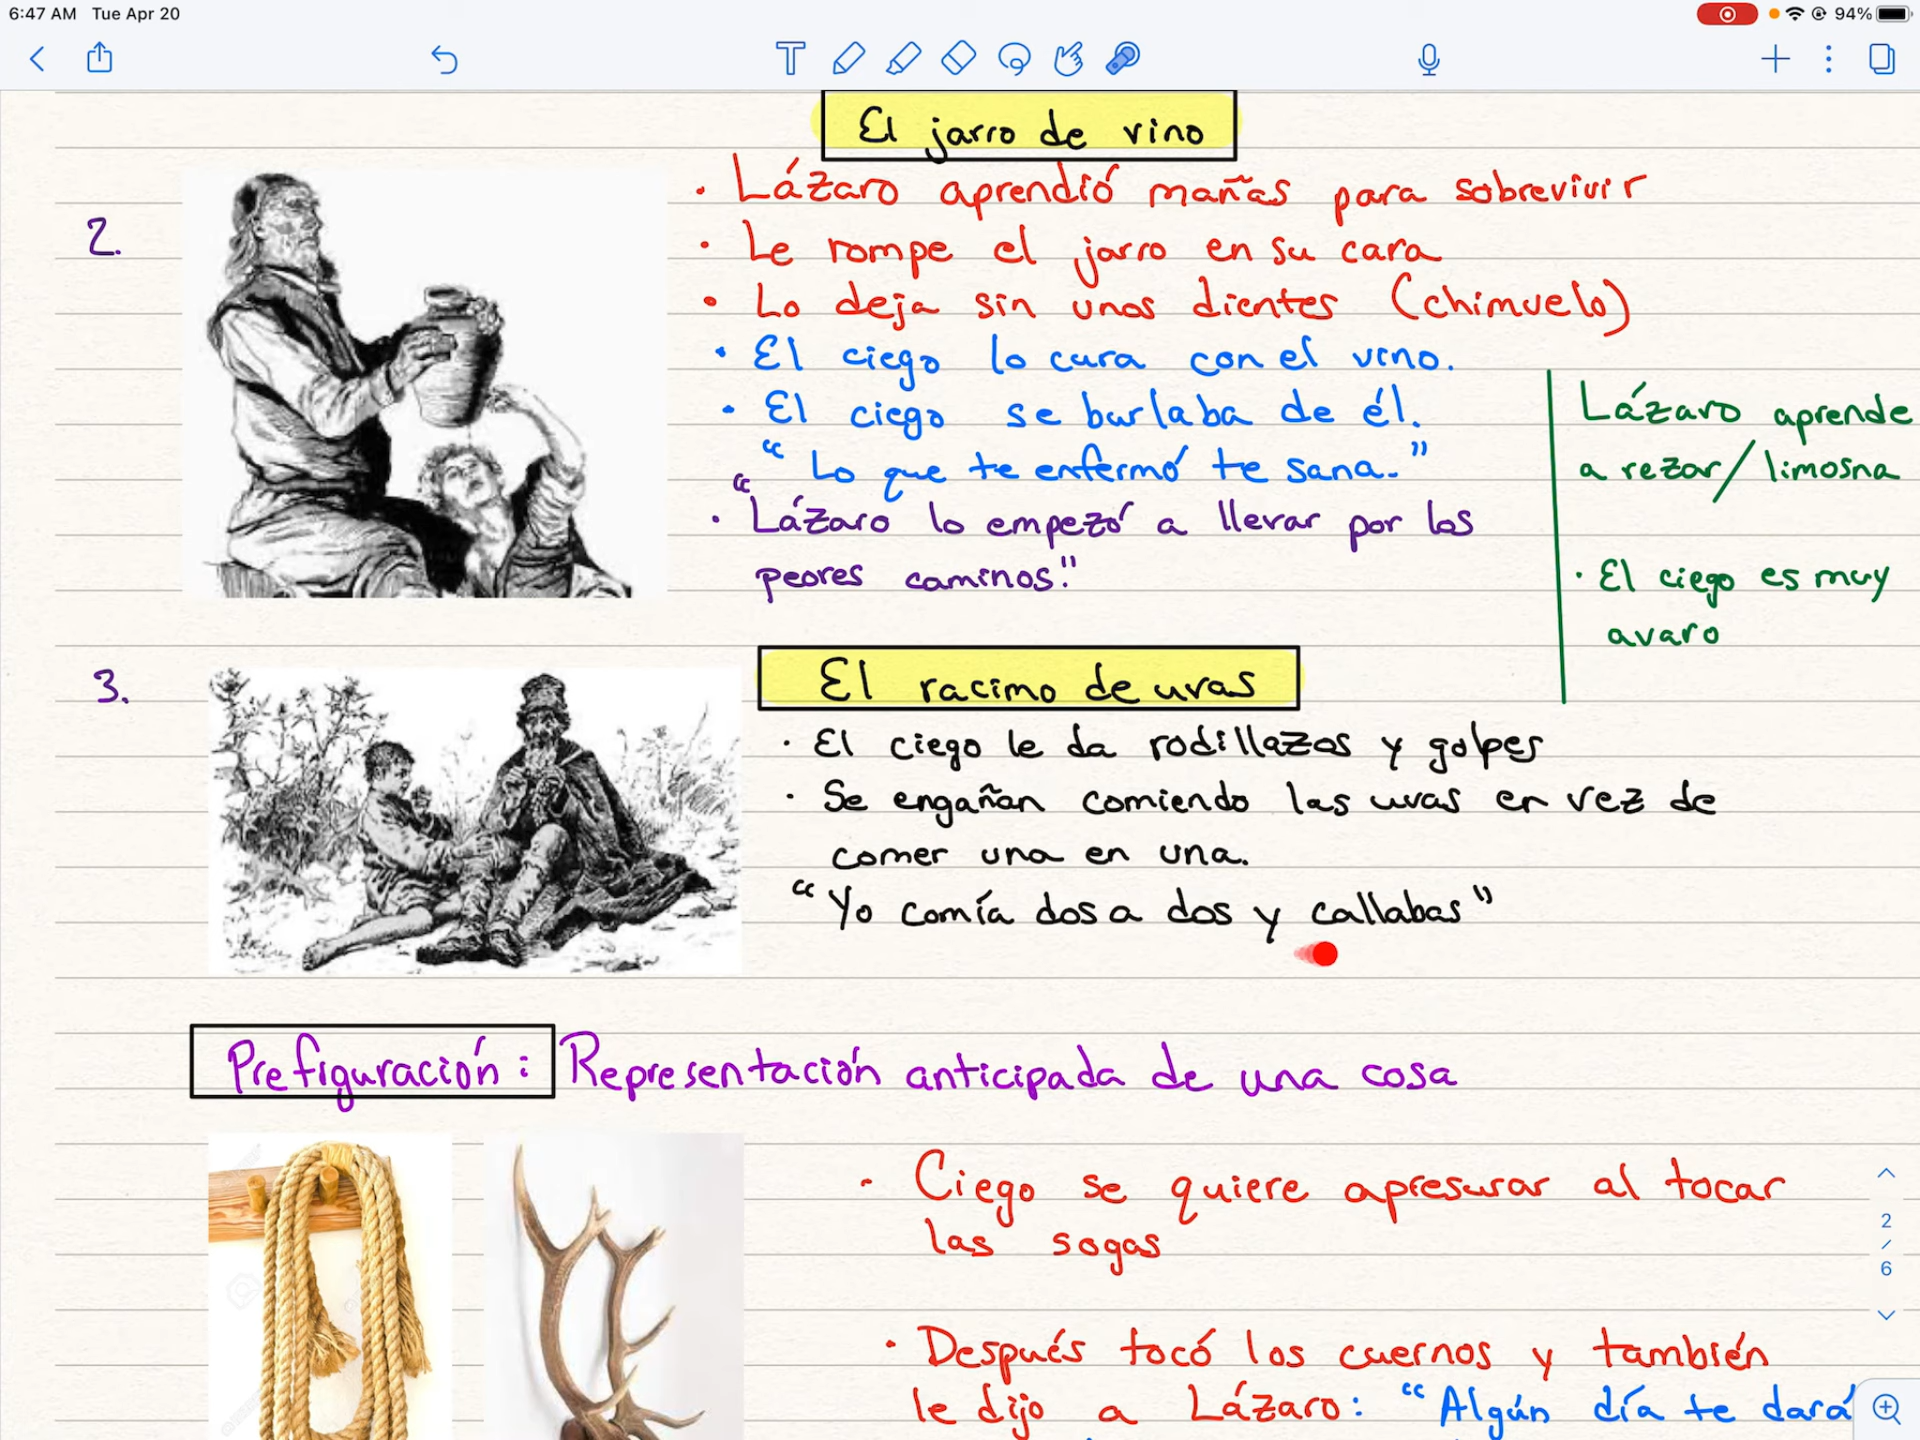 6:47 AM Tue Apr 20
94%
El jarro de vino
2.
· Lázaro aprendió mañas para sobrevivir
· Le rompe el jarro en su cara
· Lo deja sin unos dientes (chimuelo)
· El ciego lo cura con el vino.
· El ciego se burlaba de él.
“Lo que te enfermó te sana.”
· “Lázaro lo empezó a llevar por los
peores caminos."
Lázaro aprende
a rezar/limosna
· El ciego es muy
avaro
3.
El racimo de uvas
· El ciego le da rodillazos y golpes
· Se engañan comiendo las uvas en vez de
comer una en una.
“Yo comía dos a dos y callabas”
Prefiguración: Representación anticipada de una cosa
· Ciego se quiere apresurar al tocar
las sogas
· Después tocó los cuernos y también
le dijo a Lázaro: “Algún día te dará
2
/
6